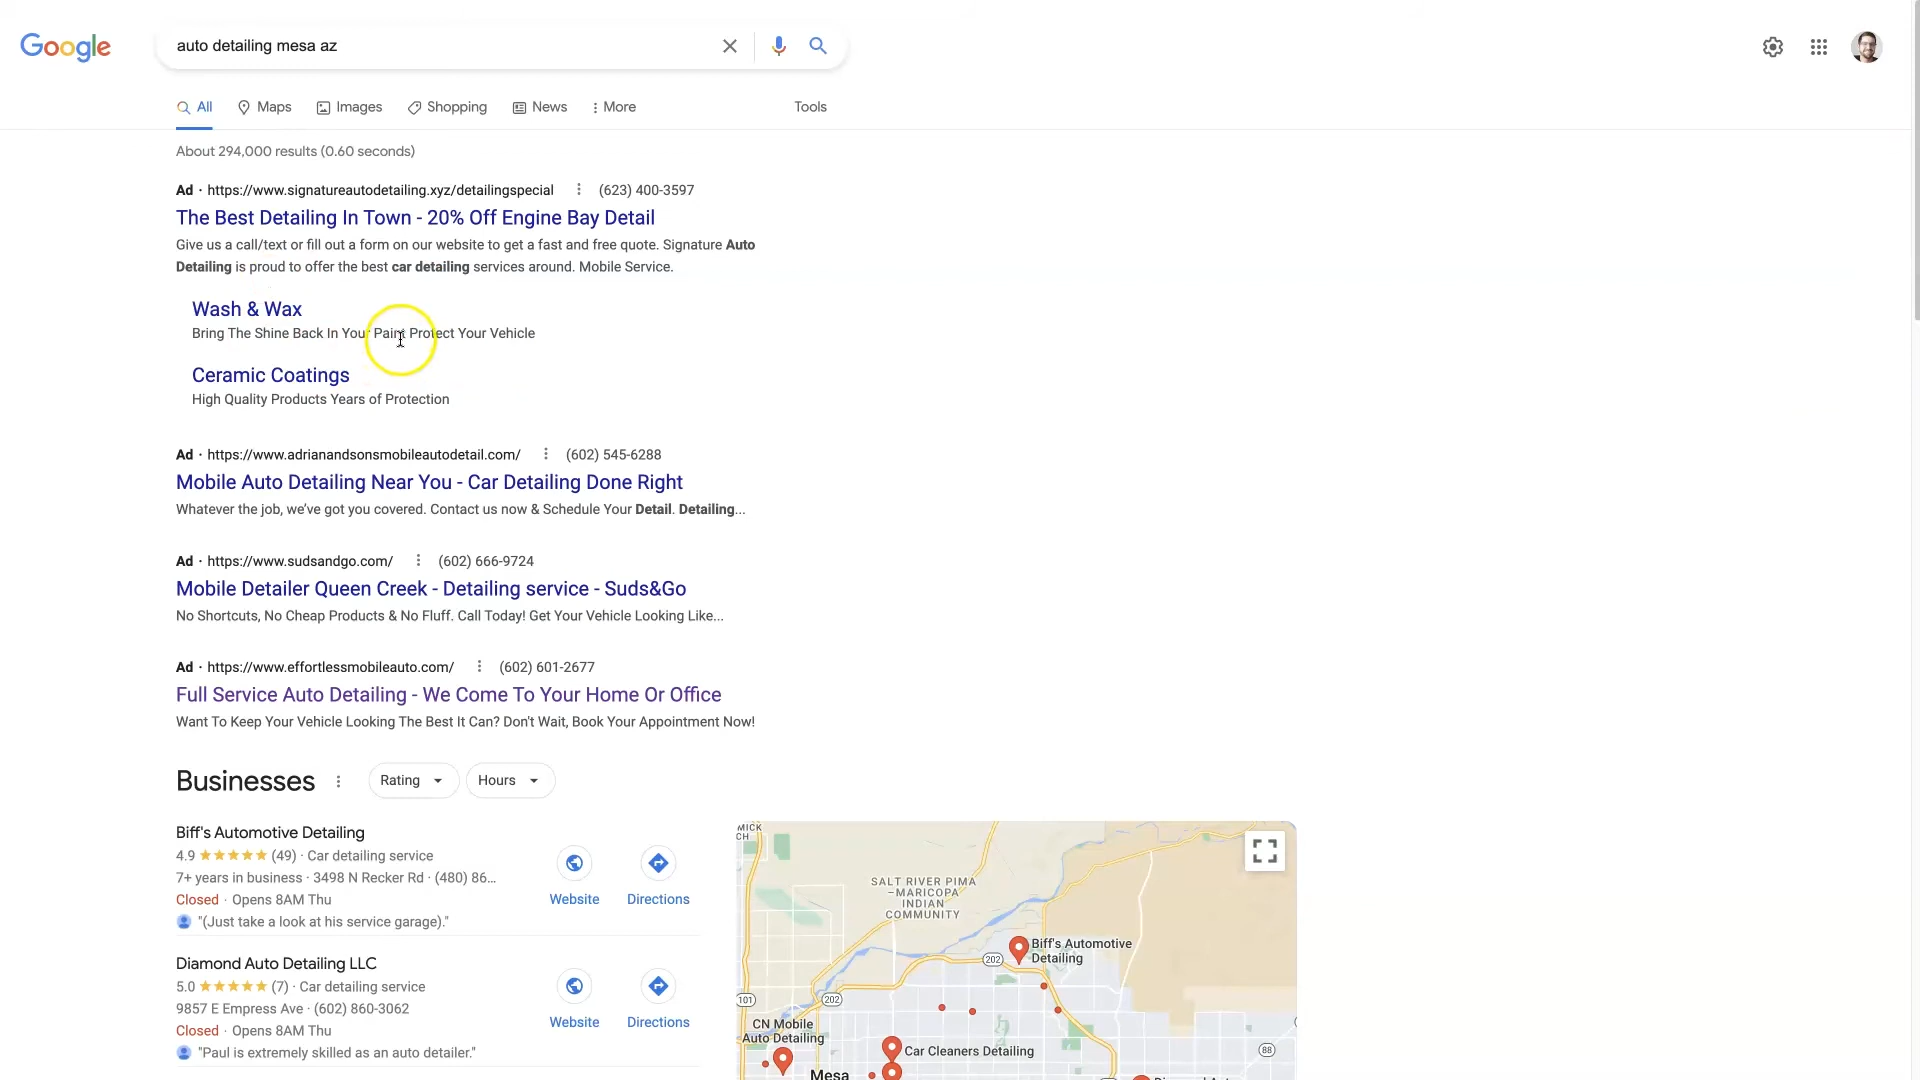 Google
auto detailing mesa az
All
Maps
Images
Shopping
News
More
Tools
About 294,000 results (0.60 seconds)
Ad · https://www.signatureautodetailing.xyz/detailingspecial (623) 400-3597
The Best Detailing In Town - 20% Off Engine Bay Detail
Give us a call/text or fill out a form on our website to get a fast and free quote. Signature Auto
Detailing is proud to offer the best car detailing services around. Mobile Service.
Wash & Wax
Bring The Shine Back In Your Paint Protect Your Vehicle
Ceramic Coatings
High Quality Products Years of Protection
Ad · https://www.adrianandsonsmobileautodetail.com/ (602) 545-6288
Mobile Auto Detailing Near You - Car Detailing Done Right
Whatever the job, we've got you covered. Contact us now & Schedule Your Detail. Detailing...
Ad · https://www.sudsandgo.com/ (602) 666-9724
Mobile Detailer Queen Creek - Detailing service - Suds&Go
No Shortcuts, No Cheap Products & No Fluff. Call Today! Get Your Vehicle Looking Like...
Ad · https://www.effortlessmobileauto.com/ (602) 601-2677
Full Service Auto Detailing - We Come To Your Home Or Office
Want To Keep Your Vehicle Looking The Best It Can? Don't Wait, Book Your Appointment Now!
Businesses
Rating
Hours
Biff's Automotive Detailing
4.9 (49) · Car detailing service
7+ years in business · 3498 N Recker Rd · (480) 86...
Closed · Opens 8AM Thu
"(Just take a look at his service garage)."
Website
Directions
Diamond Auto Detailing LLC
5.0 (7) · Car detailing service
9857 E Empress Ave · (602) 860-3062
Closed · Opens 8AM Thu
"Paul is extremely skilled as an auto detailer."
Website
Directions
MICK
CH
SALT RIVER PIMA
–MARICOPA
INDIAN
COMMUNITY
Biff's Automotive
Detailing
202
101
202
CN Mobile
Auto Detailing
Car Cleaners Detailing
88
Mesa